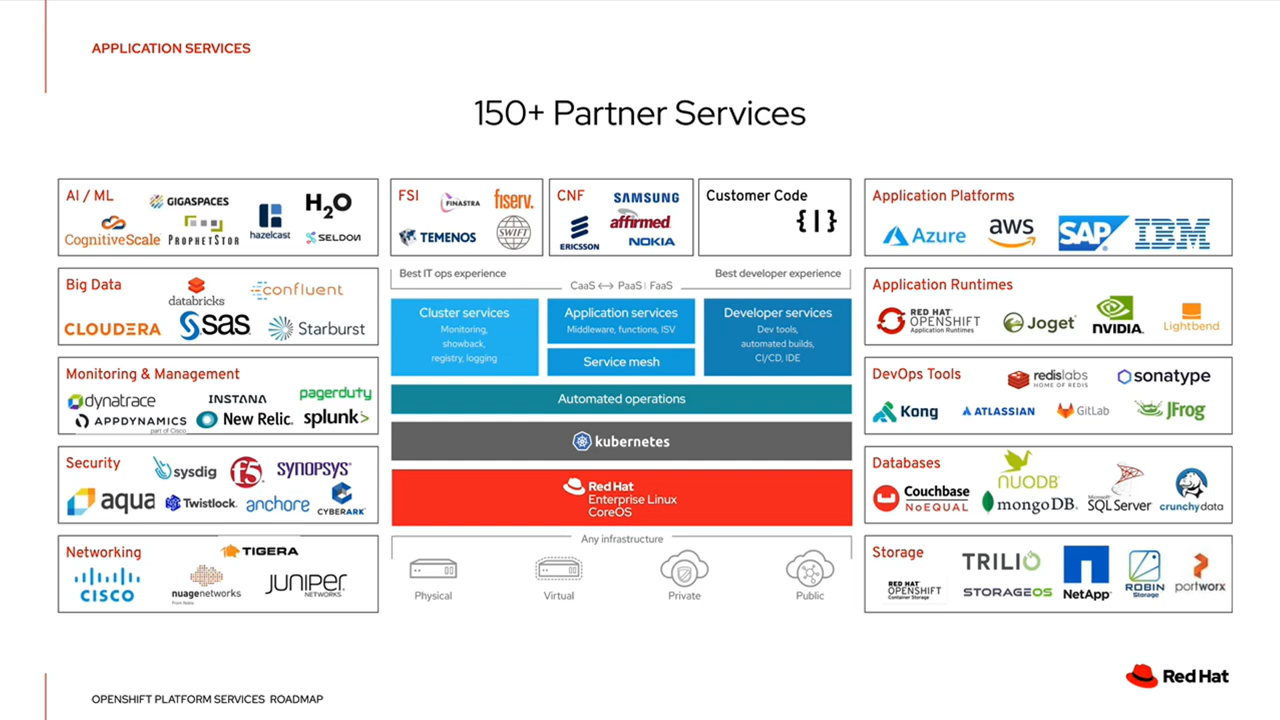 APPLICATION SERVICES
150+ Partner Services
AI / ML
GIGASPACES
H2O
CognitiveScale
PROPHETSTOR
hazelcast
SELDON
FSI
FINASTRA
fiserv.
TEMENOS
SWIFT
CNF
SAMSUNG
affirmed
ERICSSON
NOKIA
Customer Code
{|}
Application Platforms
Azure
aws
SAP
IBM
Big Data
databricks
confluent
CLOUDERA
sas
Starburst
Best IT ops experience
Best developer experience
CaaS ⟷ PaaS | FaaS
Cluster services
Monitoring,
showback,
registry, logging
Application services
Middleware, functions, ISV
Service mesh
Developer services
Dev tools,
automated builds,
CI/CD, IDE
Application Runtimes
RED HAT
OPENSHIFT
Application Runtimes
Joget
NVIDIA.
Lightbend
Monitoring & Management
dynatrace
INSTANA
pagerduty
APPDYNAMICS
part of Cisco
New Relic.
splunk>
Automated operations
kubernetes
DevOps Tools
redislabs
HOME OF REDIS
sonatype
Kong
ATLASSIAN
GitLab
JFrog
Security
sysdig
f5
SYNOPSYS
aqua
Twistlock
anchore
CYBERARK
Red Hat
Enterprise Linux
CoreOS
Databases
NUODB
Couchbase
NoEQUAL
mongoDB
Microsoft
SQL Server
crunchydata
Networking
TIGERA
CISCO
nuagenetworks
From Nokia
JUNIPER
NETWORKS
Any infrastructure
Physical
Virtual
Private
Public
Storage
TRILIO
RED HAT
OPENSHIFT
Container Storage
STORAGEOS
NetApp
ROBIN
Storage
portworx
Red Hat
OPENSHIFT PLATFORM SERVICES ROADMAP